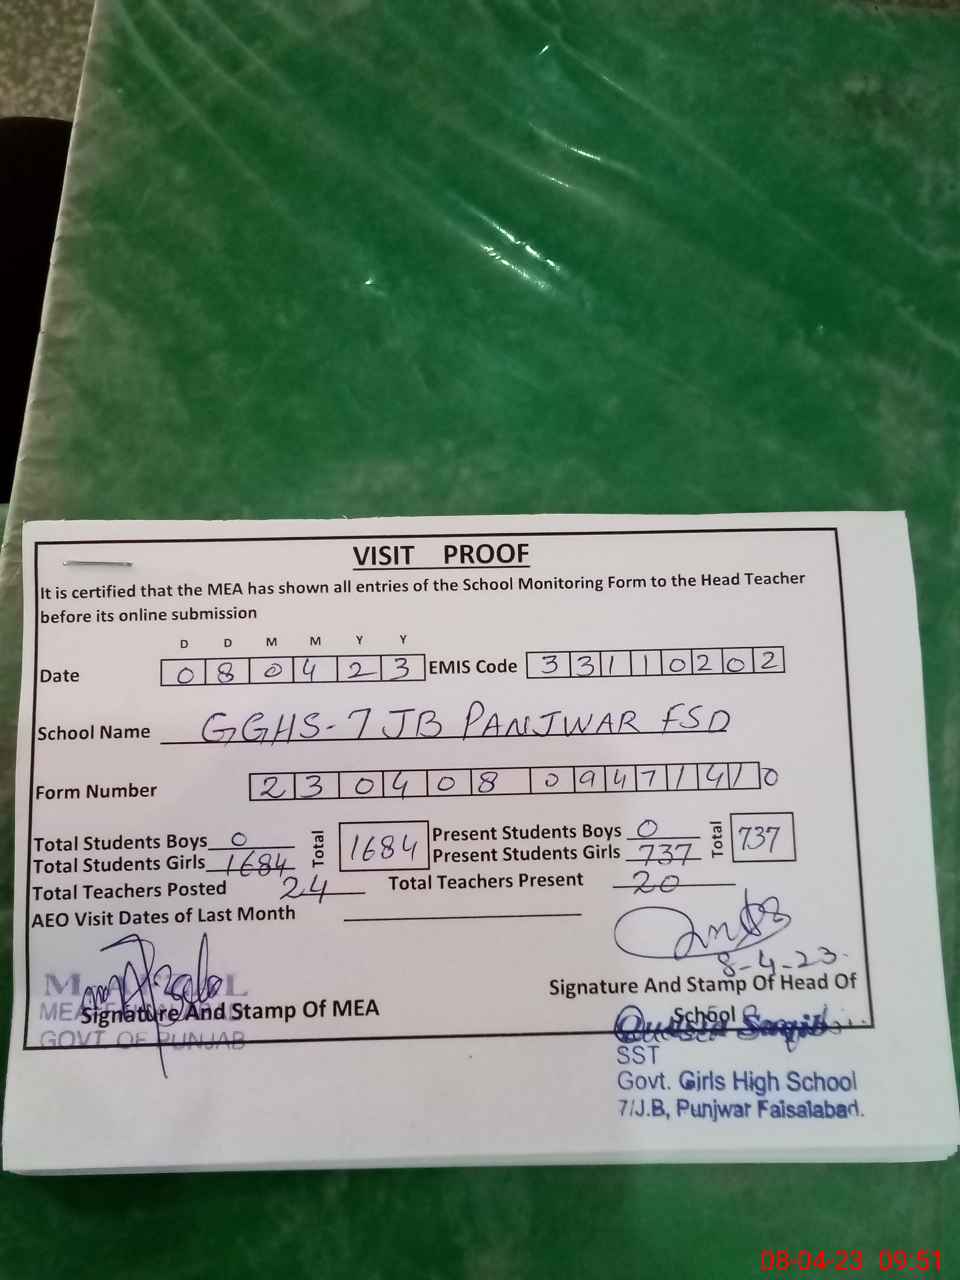 VISIT PROOF
It is certified that the MEA has shown all entries of the School Monitoring Form to the Head Teacher
before its online submission
D D M M Y Y
Date 0 8 0 4 2 3 EMIS Code 3 3 1 1 0 2 0 2
School Name GGHS-7 JB PANJWAR FSD
Form Number 2 3 0 4 0 8 0 9 4 7 1 4 1 0
Total Students Boys 0 Total 1684 Present Students Boys 0 Total 737
Total Students Girls 1684 Present Students Girls 737
Total Teachers Posted 24 Total Teachers Present 20
AEO Visit Dates of Last Month
8-4-23
Signature And Stamp Of MEA
Signature And Stamp Of Head Of
School
MEA
GOVT. OF PUNJAB
SST
Govt. Girls High School
7/J.B, Punjwar Faisalabad.
08-04-23 09:51